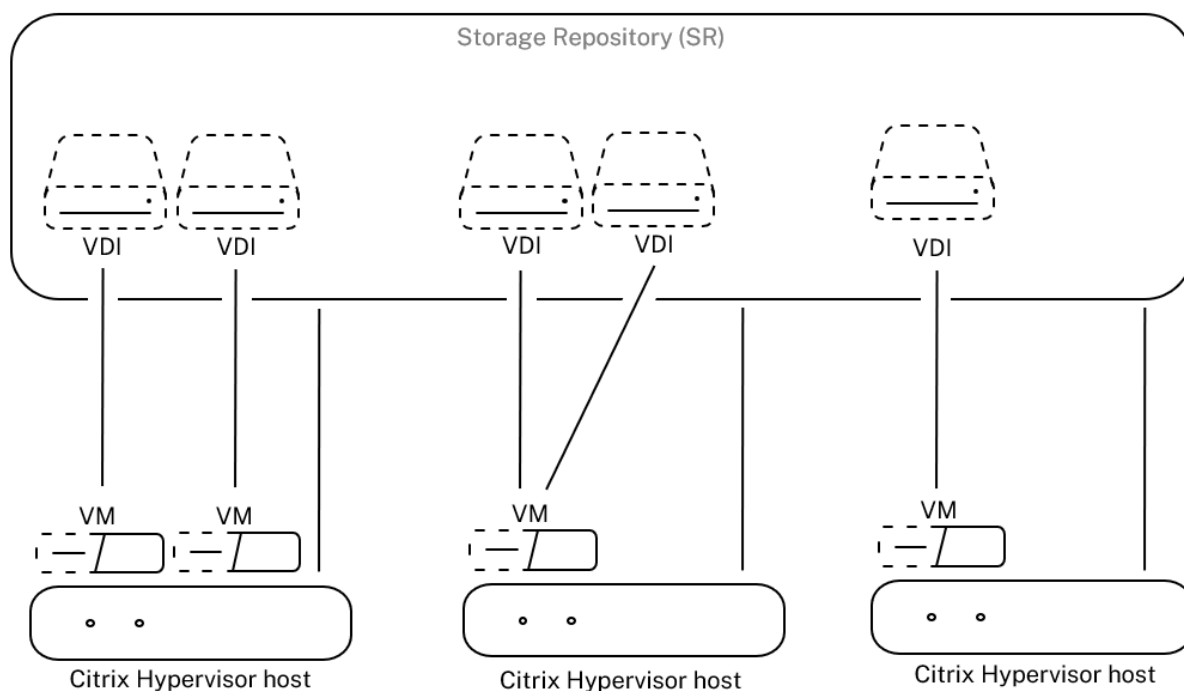 Storage Repository (SR)
VDI VDI VDI VDI VDI
VM VM VM VM
Citrix Hypervisor host Citrix Hypervisor host Citrix Hypervisor host